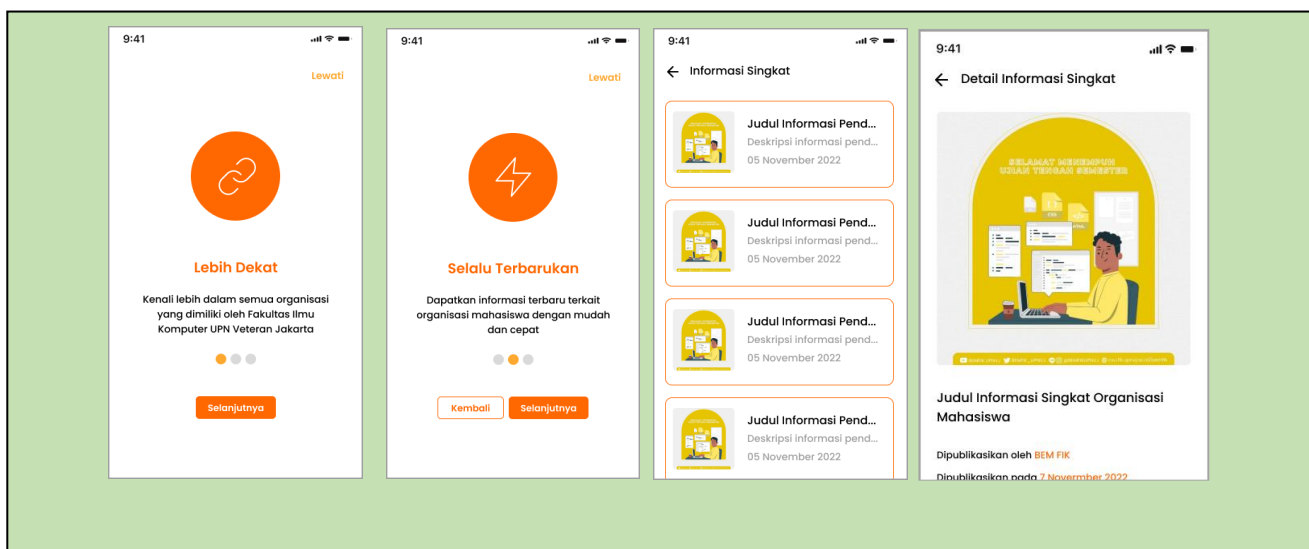 9:41
Lewati
Lebih Dekat
Kenali lebih dalam semua organisasi
yang dimiliki oleh Fakultas Ilmu
Komputer UPN Veteran Jakarta
Selanjutnya
9:41
Lewati
Selalu Terbarukan
Dapatkan informasi terbaru terkait
organisasi mahasiswa dengan mudah
dan cepat
Kembali
Selanjutnya
9:41
Informasi Singkat
Judul Informasi Pend...
Deskripsi informasi pend...
05 November 2022
Judul Informasi Pend...
Deskripsi informasi pend...
05 November 2022
Judul Informasi Pend...
Deskripsi informasi pend...
05 November 2022
Judul Informasi Pend...
Deskripsi informasi pend...
05 November 2022
9:41
Detail Informasi Singkat
SELAMAT MENEMPUH
UJIAN TENGAH SEMESTER
Judul Informasi Singkat Organisasi
Mahasiswa
Dipublikasikan oleh BEM FIK
Dipublikasikan pada 7 Novermber 2022